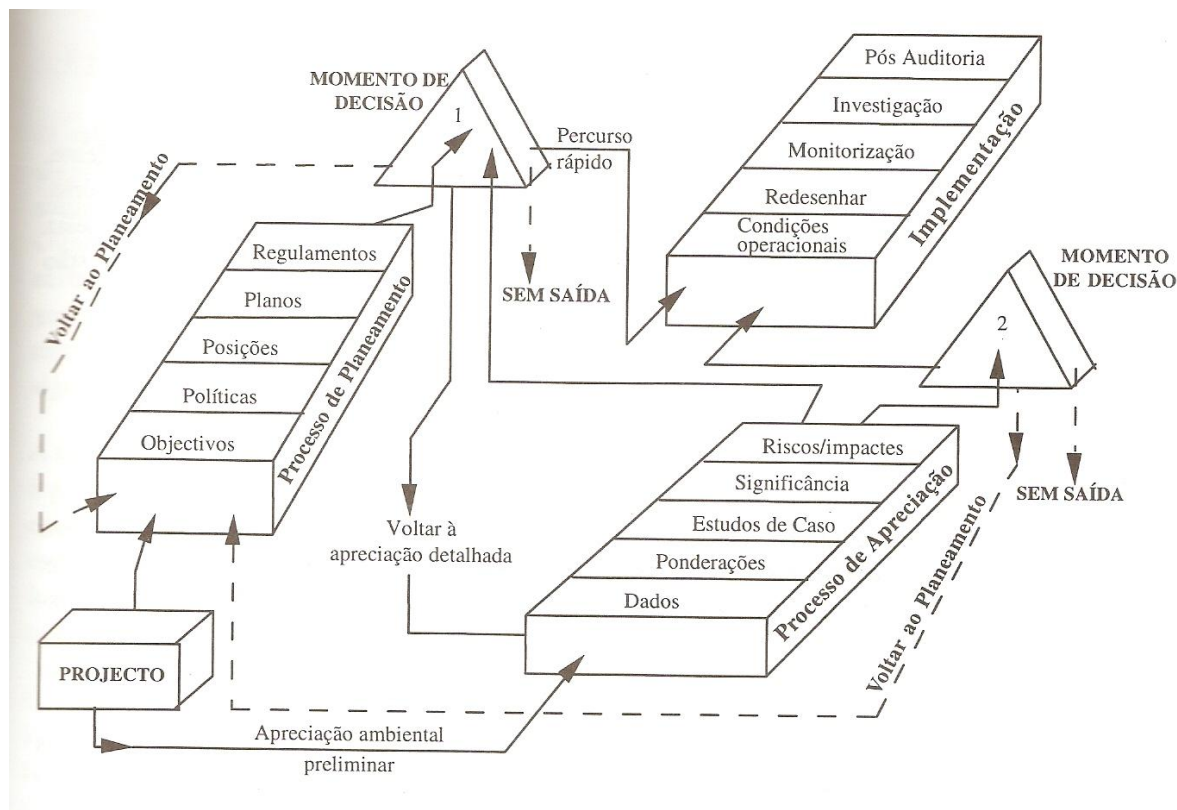 MOMENTO DE
DECISÃO
1
Percurso
rápido
SEM SAÍDA
Voltar ao Planeamento
Regulamentos
Planos
Posições
Políticas
Objectivos
Processo de Planeamento
Pós Auditoria
Investigação
Monitorização
Redesenhar
Condições
operacionais
Implementação
MOMENTO
DE DECISÃO
2
SEM SAÍDA
Voltar à
apreciação detalhada
Riscos/impactes
Significância
Estudos de Caso
Ponderações
Dados
Processo de Apreciação
Voltar ao Planeamento
PROJECTO
Apreciação ambiental
preliminar